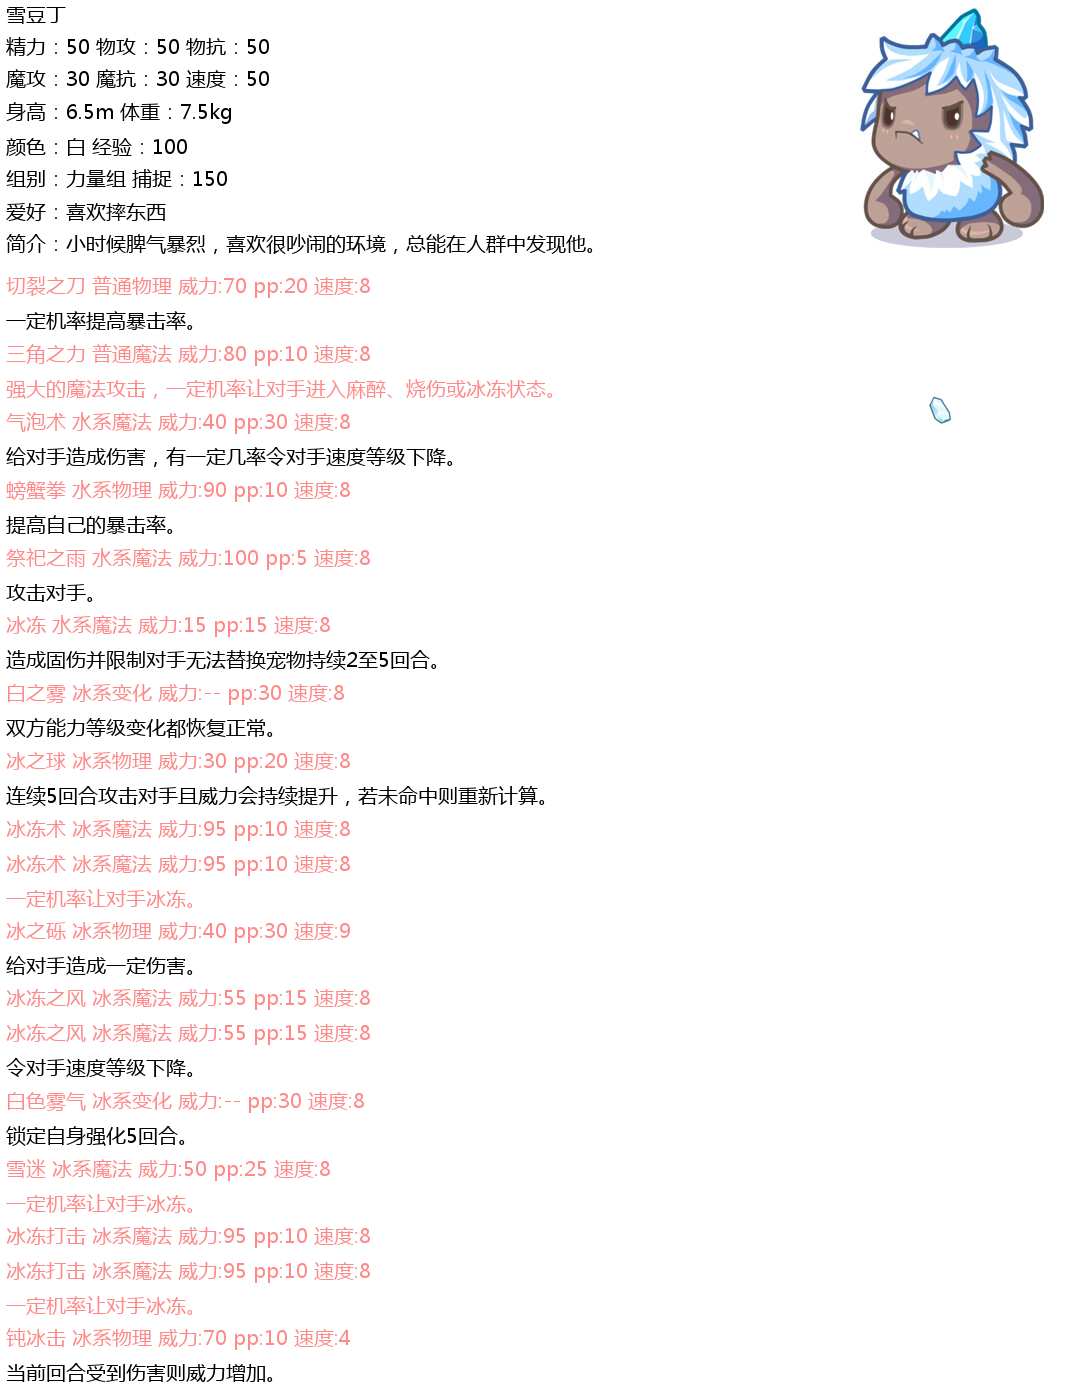 雪豆丁
精力：50 物攻：50 物抗：50
魔攻：30 魔抗：30 速度：50
身高：6.5m 体重：7.5kg
颜色：白 经验：100
组别：力量组 捕捉：150
爱好：喜欢摔东西
简介：小时候脾气暴烈，喜欢很吵闹的环境，总能在人群中发现他。
切裂之刀 普通物理 威力:70 pp:20 速度:8
一定机率提高暴击率。
三角之力 普通魔法 威力:80 pp:10 速度:8
强大的魔法攻击，一定机率让对手进入麻醉、烧伤或冰冻状态。
气泡术 水系魔法 威力:40 pp:30 速度:8
给对手造成伤害，有一定几率令对手速度等级下降。
螃蟹拳 水系物理 威力:90 pp:10 速度:8
提高自己的暴击率。
祭祀之雨 水系魔法 威力:100 pp:5 速度:8
攻击对手。
冰冻 水系魔法 威力:15 pp:15 速度:8
造成固伤并限制对手无法替换宠物持续2至5回合。
白之雾 冰系变化 威力:-- pp:30 速度:8
双方能力等级变化都恢复正常。
冰之球 冰系物理 威力:30 pp:20 速度:8
连续5回合攻击对手且威力会持续提升，若未命中则重新计算。
冰冻术 冰系魔法 威力:95 pp:10 速度:8
冰冻术 冰系魔法 威力:95 pp:10 速度:8
一定机率让对手冰冻。
冰之砾 冰系物理 威力:40 pp:30 速度:9
给对手造成一定伤害。
冰冻之风 冰系魔法 威力:55 pp:15 速度:8
冰冻之风 冰系魔法 威力:55 pp:15 速度:8
令对手速度等级下降。
白色雾气 冰系变化 威力:-- pp:30 速度:8
锁定自身强化5回合。
雪迷 冰系魔法 威力:50 pp:25 速度:8
一定机率让对手冰冻。
冰冻打击 冰系魔法 威力:95 pp:10 速度:8
冰冻打击 冰系魔法 威力:95 pp:10 速度:8
一定机率让对手冰冻。
钝冰击 冰系物理 威力:70 pp:10 速度:4
当前回合受到伤害则威力增加。